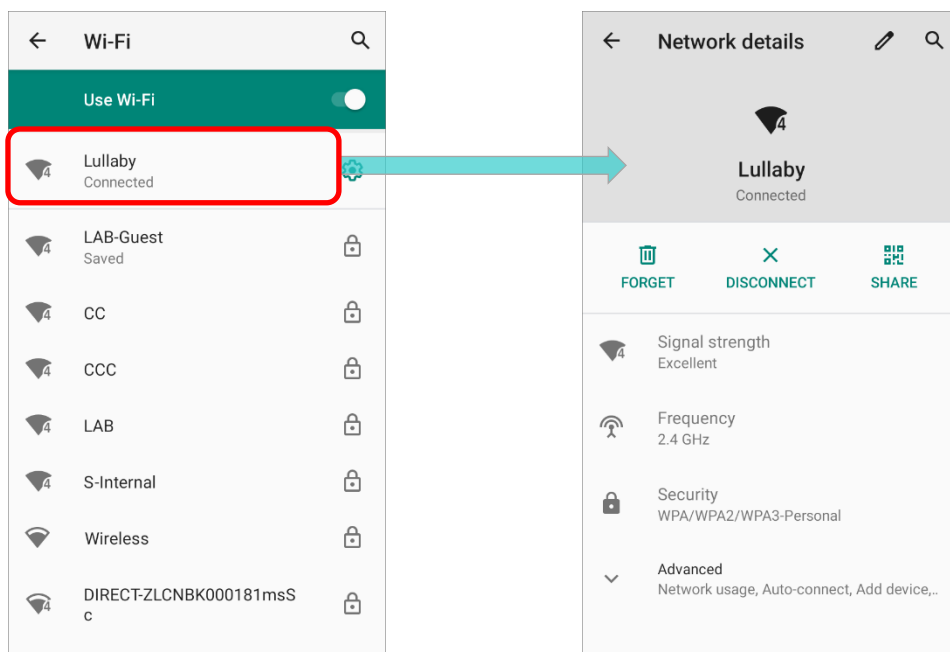 Wi-Fi
Use Wi-Fi
Lullaby
Connected
LAB-Guest
Saved
CC
CCC
LAB
S-Internal
Wireless
DIRECT-ZLCNBK000181msS
c
Network details
4
Lullaby
Connected
FORGET
DISCONNECT
SHARE
Signal strength
Excellent
Frequency
2.4 GHz
Security
WPA/WPA2/WPA3-Personal
Advanced
Network usage, Auto-connect, Add device,..